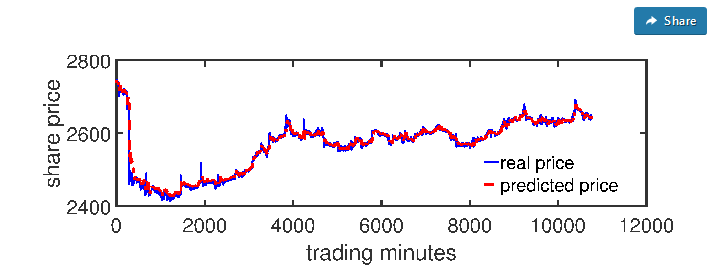 Share
2800
2600
2400
share price
real price
predicted price
0 2000 4000 6000 8000 10000 12000
trading minutes